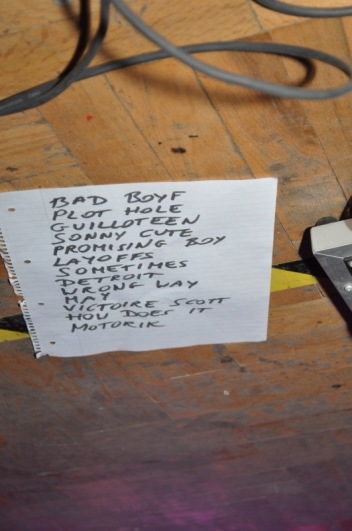 BAD BOYF
PLOT HOLE
GUILLOTEEN
SONNY CUTE
PROMISING BOY
LAYOFFS
SOMETIMES
DETROIT
WRONG WAY
MAY
VICTOIRE SCOTT
HOW DOES IT
MOTORIK